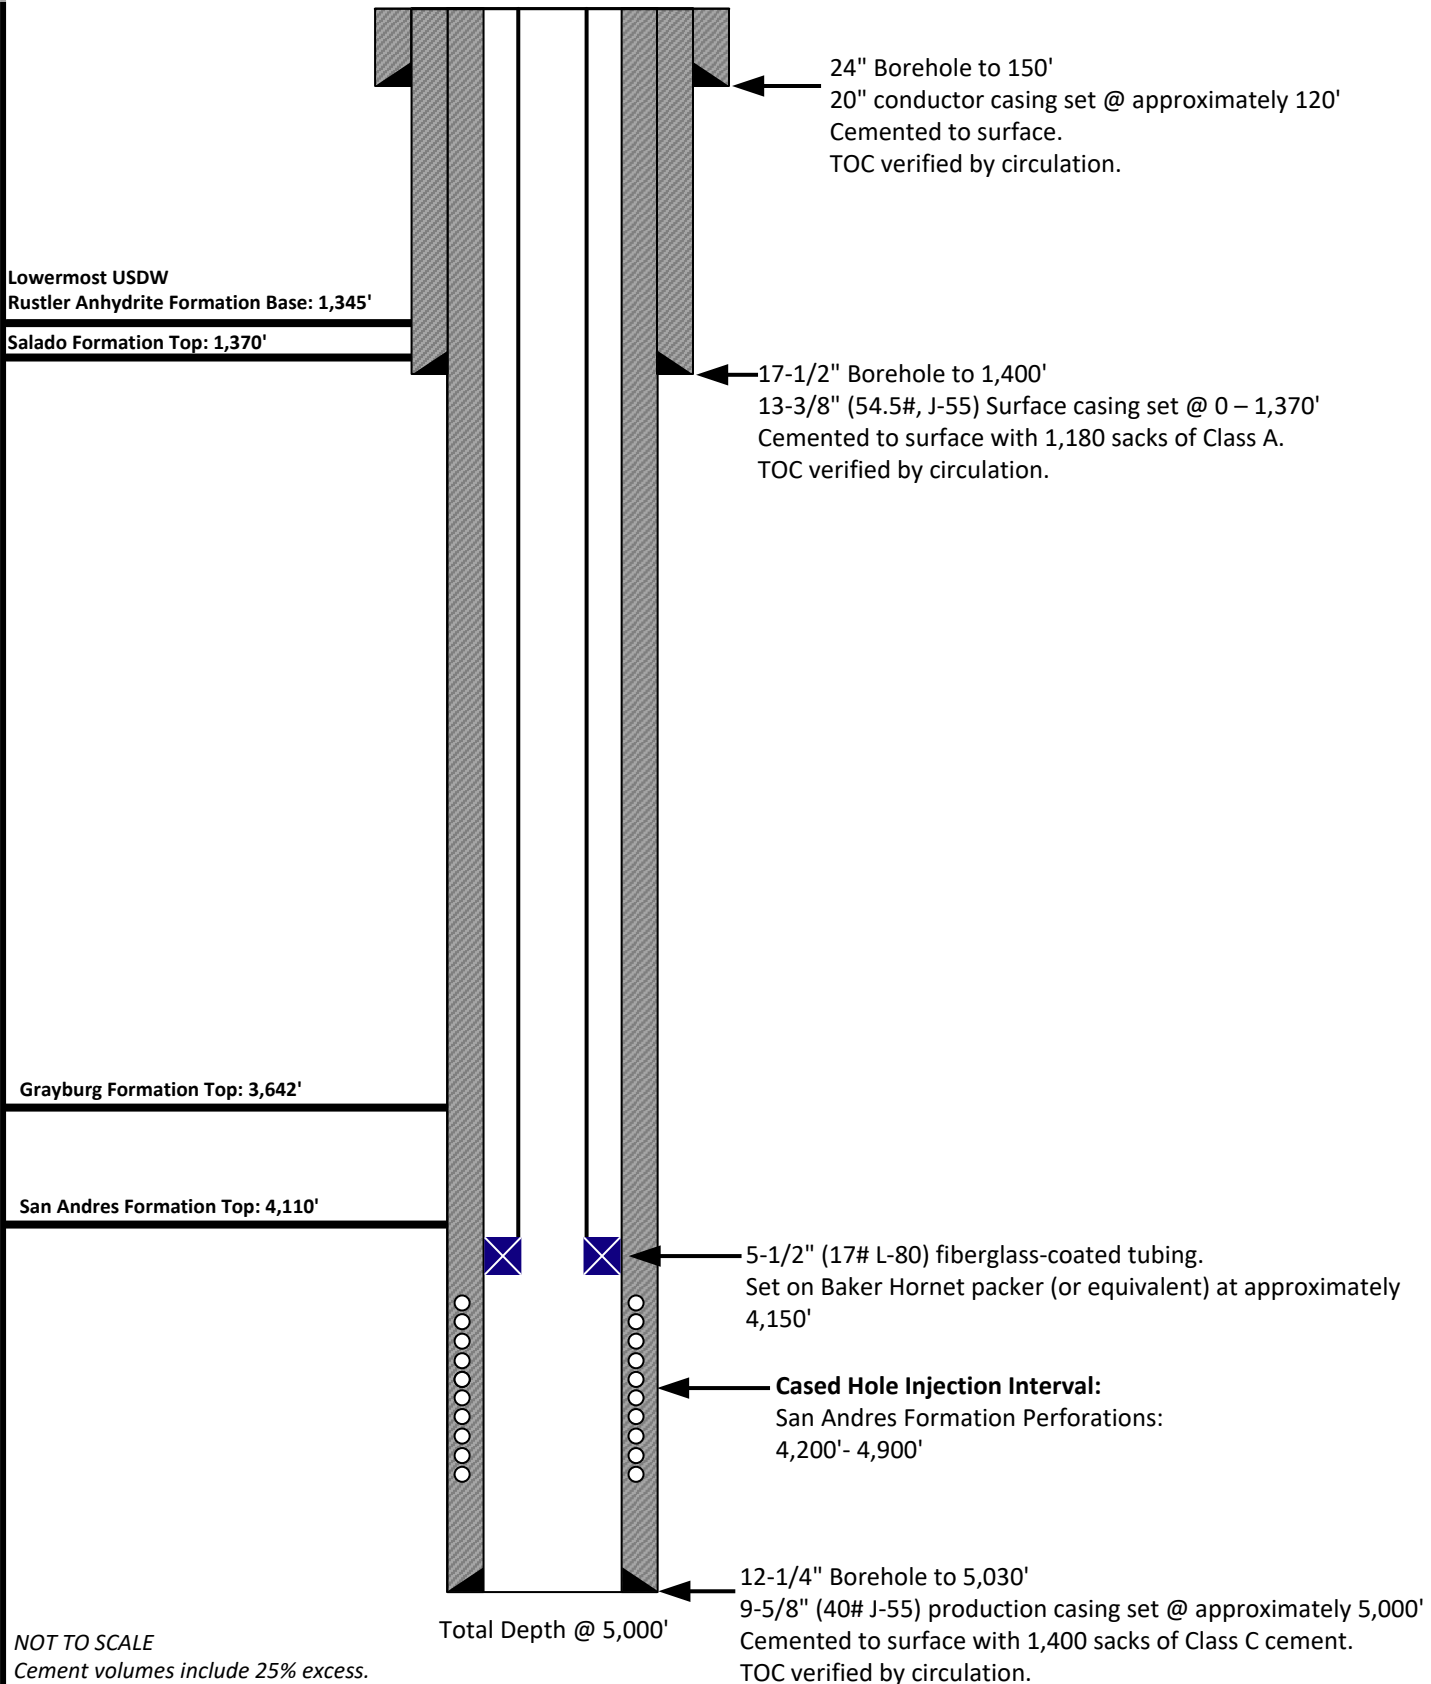 24" Borehole to 150'
20" conductor casing set @ approximately 120'
Cemented to surface.
TOC verified by circulation.
Lowermost USDW
Rustler Anhydrite Formation Base: 1,345'
Salado Formation Top: 1,370'
17-1/2" Borehole to 1,400'
13-3/8" (54.5#, J-55) Surface casing set @ 0 – 1,370'
Cemented to surface with 1,180 sacks of Class A.
TOC verified by circulation.
Grayburg Formation Top: 3,642'
San Andres Formation Top: 4,110'
5-1/2" (17# L-80) fiberglass-coated tubing.
Set on Baker Hornet packer (or equivalent) at approximately
4,150'
Cased Hole Injection Interval:
San Andres Formation Perforations:
4,200'- 4,900'
12-1/4" Borehole to 5,030'
9-5/8" (40# J-55) production casing set @ approximately 5,000'
Cemented to surface with 1,400 sacks of Class C cement.
TOC verified by circulation.
Total Depth @ 5,000'
NOT TO SCALE
Cement volumes include 25% excess.